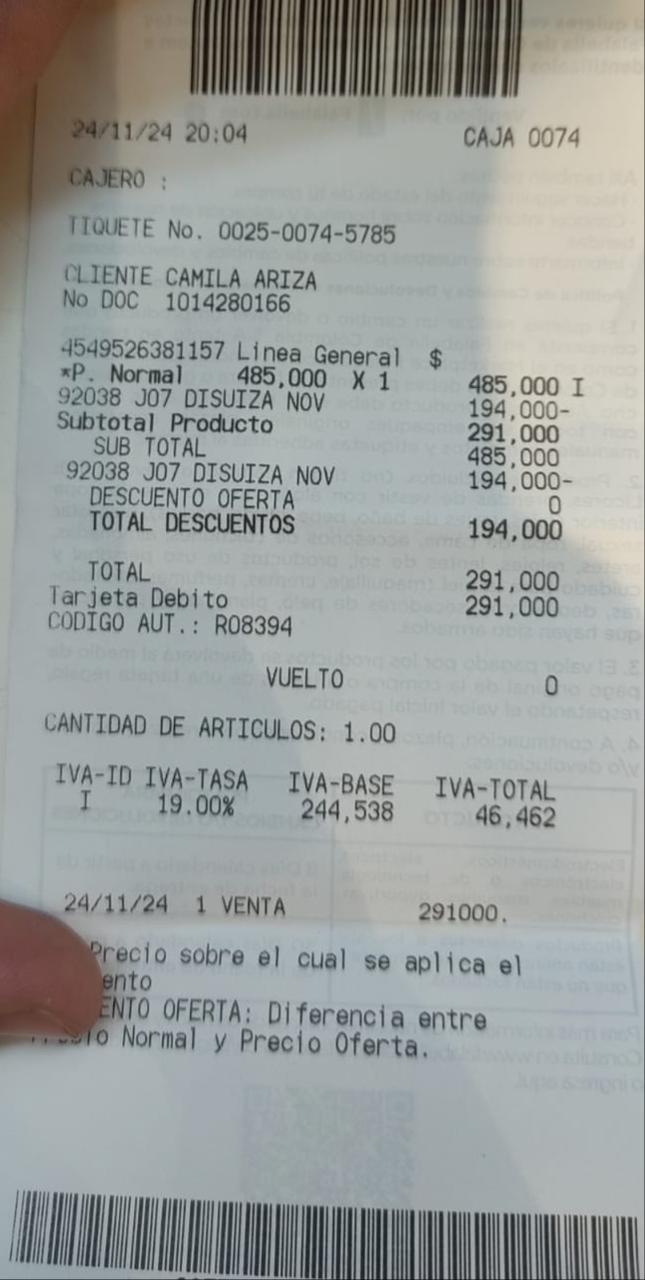 24/11/24 20:04 CAJA 0074
CAJERO :
TIQUETE No. 0025-0074-5785
CLIENTE CAMILA ARIZA
No DOC 1014280166
4549526381157 Linea General $
*P. Normal 485,000 X 1 485,000 I
92038 J07 DISUIZA NOV 194,000-
Subtotal Producto 291,000
SUB TOTAL 485,000
92038 J07 DISUIZA NOV 194,000-
DESCUENTO OFERTA 0
TOTAL DESCUENTOS 194,000
TOTAL 291,000
Tarjeta Debito 291,000
CODIGO AUT.: R08394
VUELTO 0
CANTIDAD DE ARTICULOS: 1.00
IVA-ID IVA-TASA IVA-BASE IVA-TOTAL
I 19.00% 244,538 46,462
24/11/24 1 VENTA 291000.
Precio sobre el cual se aplica el
ento
ENTO OFERTA: Diferencia entre
Normal y Precio Oferta.